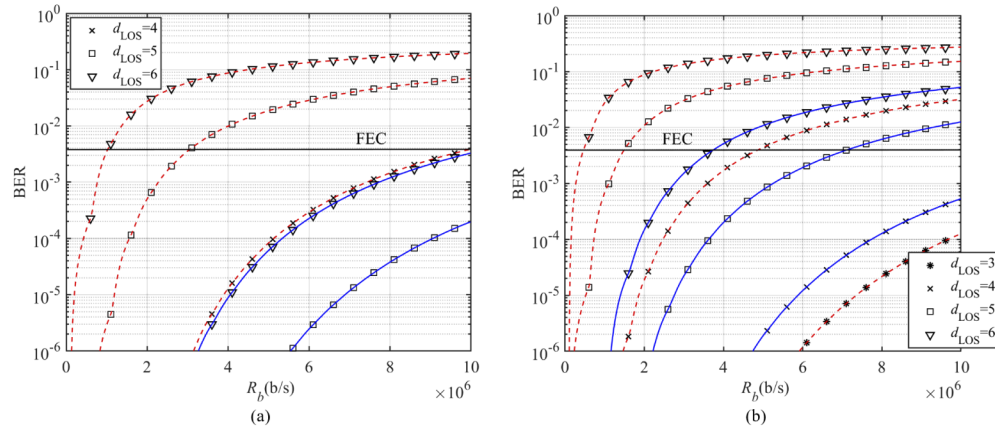 10^0
10^-1
10^-2
10^-3
10^-4
10^-5
10^-6
BER
d_LOS=4
d_LOS=5
d_LOS=6
FEC
0 2 4 6 8 10
R_b(b/s)
×10^6
(a)
10^0
10^-1
10^-2
10^-3
10^-4
10^-5
10^-6
BER
FEC
d_LOS=3
d_LOS=4
d_LOS=5
d_LOS=6
0 2 4 6 8 10
R_b(b/s)
×10^6
(b)